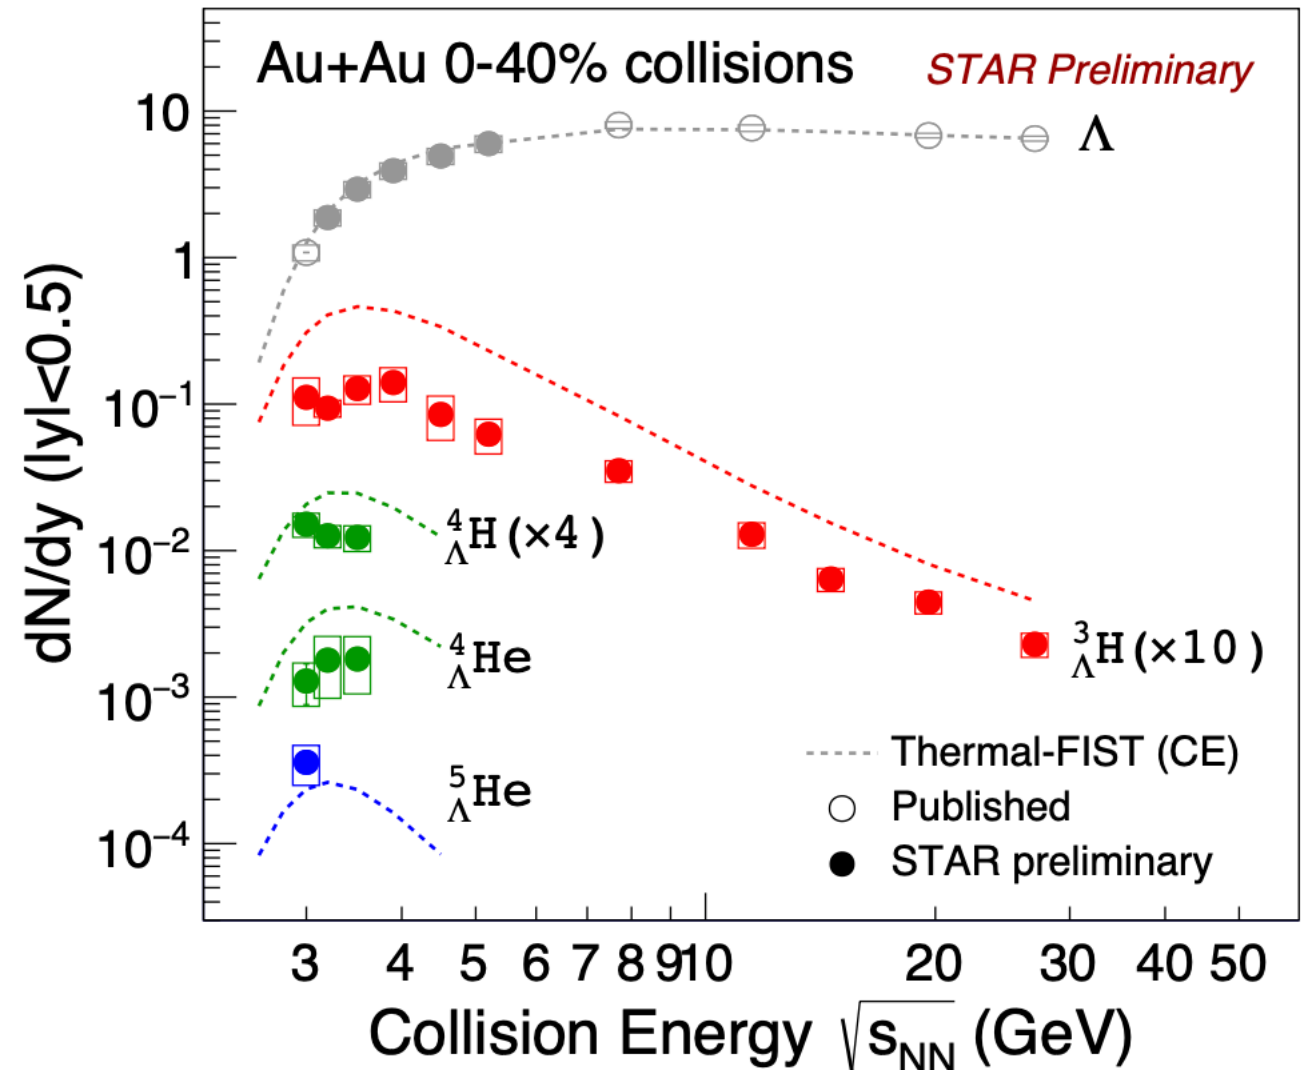 Au+Au 0-40% collisions
STAR Preliminary
Λ
⁴ΛH(×4)
⁴ΛHe
³ΛH(×10)
⁵ΛHe
Thermal-FIST (CE)
Published
STAR preliminary
dN/dy (|y|<0.5)
10
1
10⁻¹
10⁻²
10⁻³
10⁻⁴
3 4 5 6 7 8 9 10 20 30 40 50
Collision Energy √sNN (GeV)